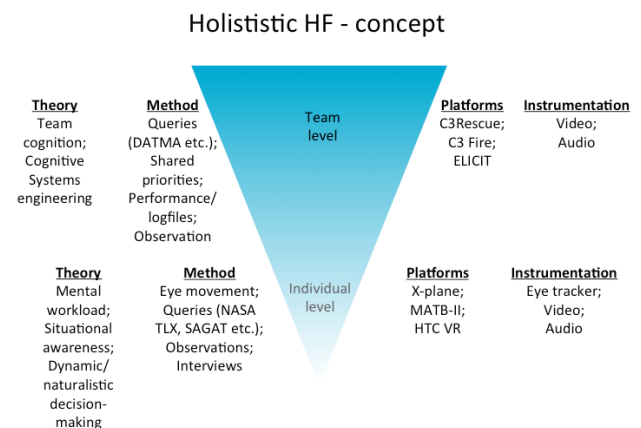 Holististic HF - concept
Theory
Team
cognition;
Cognitive
Systems
engineering
Method
Queries
(DATMA etc.);
Shared
priorities;
Performance/
logfiles;
Observation
Team
level
Platforms
C3Rescue;
C3 Fire;
ELICIT
Instrumentation
Video;
Audio
Theory
Mental
workload;
Situational
awareness;
Dynamic/
naturalistic
decision-
making
Method
Eye movement;
Queries (NASA
TLX, SAGAT etc.);
Observations;
Interviews
Individual
level
Platforms
X-plane;
MATB-II;
HTC VR
Instrumentation
Eye tracker;
Video;
Audio